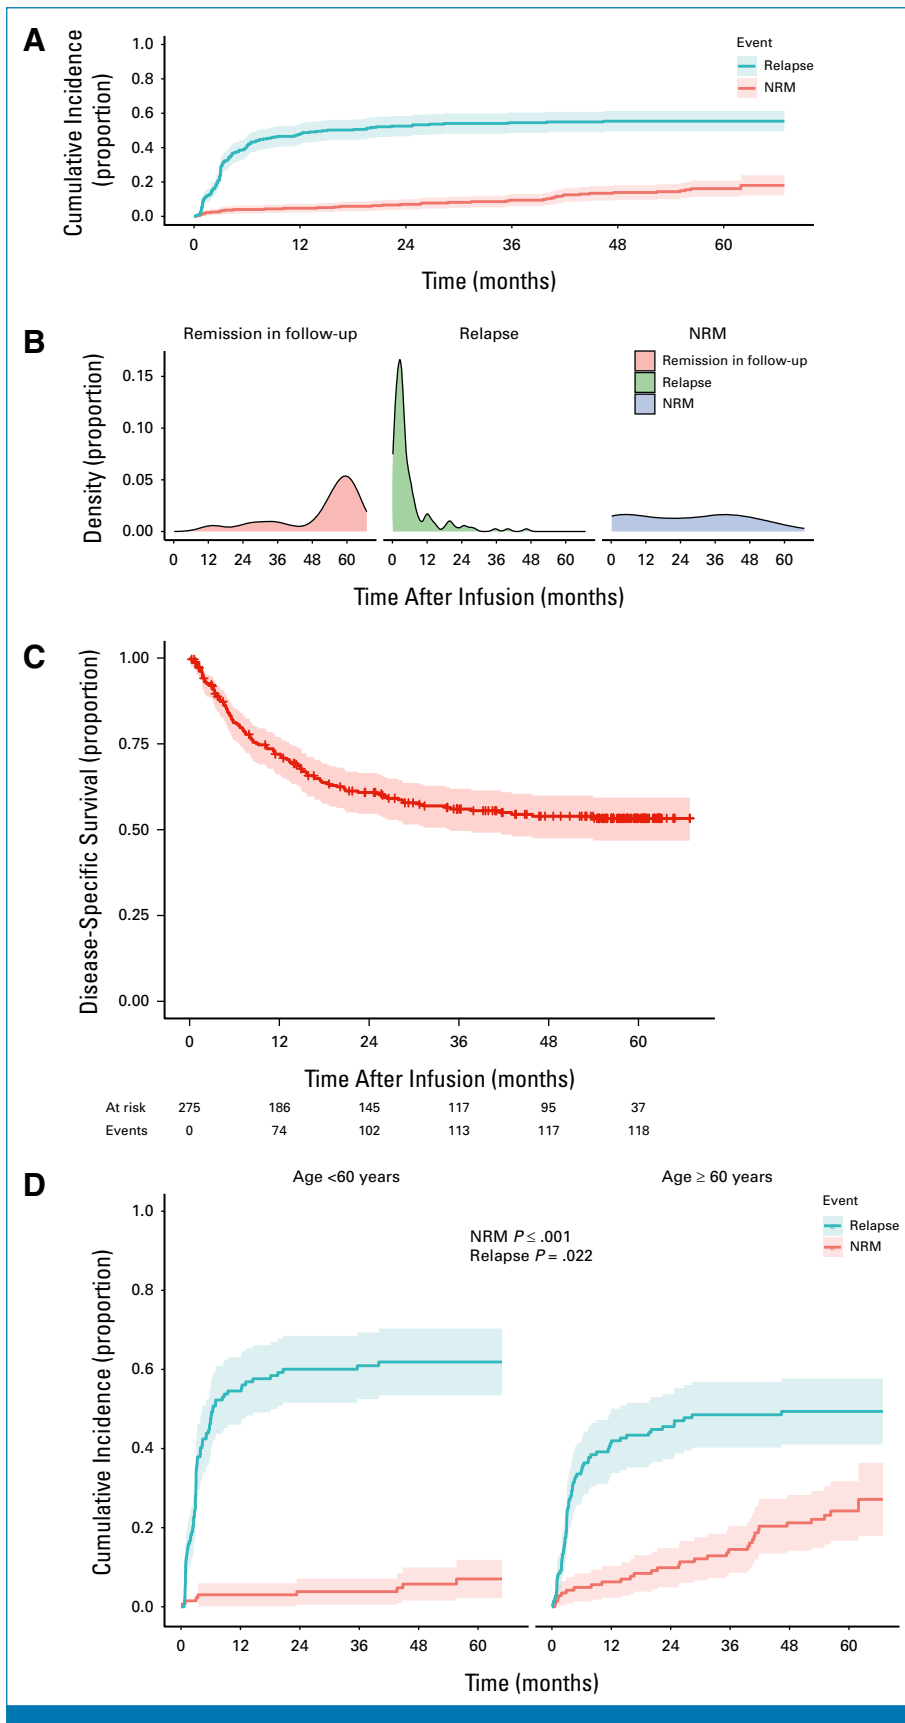 A
Cumulative Incidence
(proportion)
1.0
0.8
0.6
0.4
0.2
0.0
Event
Relapse
NRM
0 12 24 36 48 60
Time (months)
B
Remission in follow-up Relapse NRM
Density (proportion)
0.15
0.10
0.05
0.00
Remission in follow-up
Relapse
NRM
0 12 24 36 48 60 0 12 24 36 48 60 0 12 24 36 48 60
Time After Infusion (months)
C
Disease-Specific Survival (proportion)
1.00
0.75
0.50
0.25
0.00
0 12 24 36 48 60
Time After Infusion (months)
At risk 275 186 145 117 95 37
Events 0 74 102 113 117 118
D
Age <60 years Age ≥ 60 years
Cumulative Incidence (proportion)
1.0
0.8
0.6
0.4
0.2
0.0
NRM P ≤ .001
Relapse P = .022
Event
Relapse
NRM
0 12 24 36 48 60 0 12 24 36 48 60
Time (months)